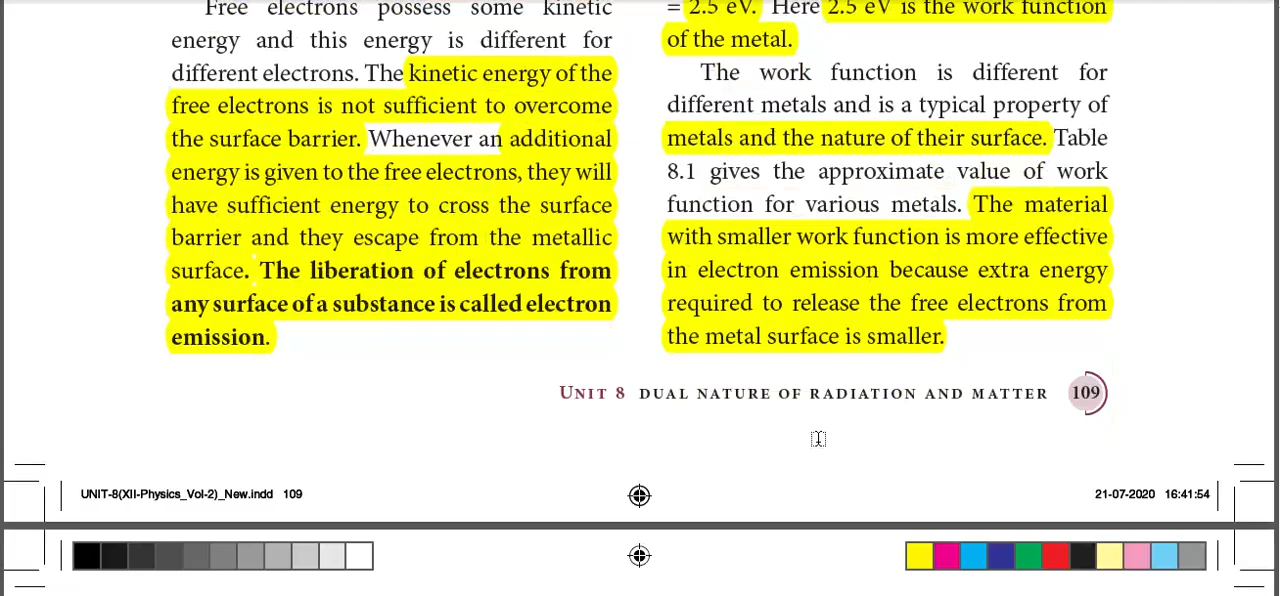 Free electrons possess some kinetic
energy and this energy is different for
different electrons. The kinetic energy of the
free electrons is not sufficient to overcome
the surface barrier. Whenever an additional
energy is given to the free electrons, they will
have sufficient energy to cross the surface
barrier and they escape from the metallic
surface. The liberation of electrons from
any surface of a substance is called electron
emission.
= 2.5 eV. Here 2.5 eV is the work function
of the metal.
The work function is different for
different metals and is a typical property of
metals and the nature of their surface. Table
8.1 gives the approximate value of work
function for various metals. The material
with smaller work function is more effective
in electron emission because extra energy
required to release the free electrons from
the metal surface is smaller.
UNIT 8 DUAL NATURE OF RADIATION AND MATTER 109
UNIT-8(XII-Physics_Vol-2)_New.indd 109
21-07-2020 16:41:54